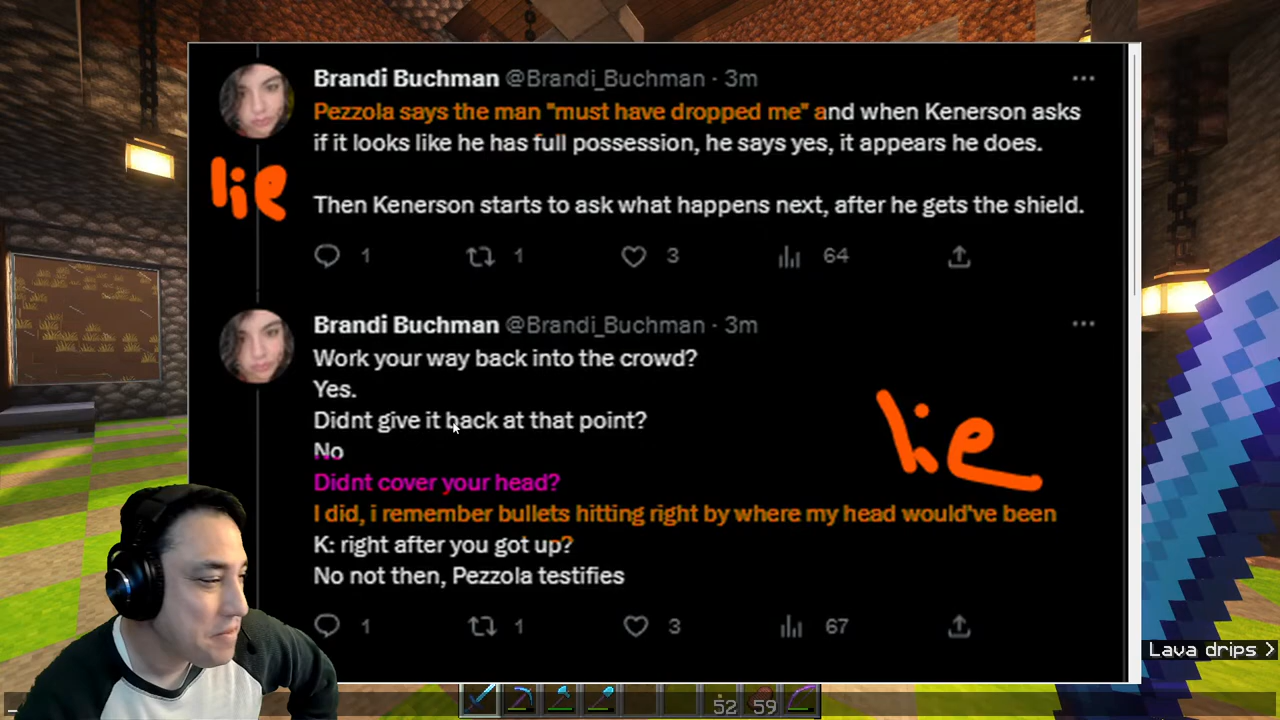 Brandi Buchman @Brandi_Buchman · 3m
Pezzola says the man "must have dropped me" and when Kenerson asks
if it looks like he has full possession, he says yes, it appears he does.
lie
Then Kenerson starts to ask what happens next, after he gets the shield.
1 1 3 64
Brandi Buchman @Brandi_Buchman · 3m
Work your way back into the crowd?
Yes.
Didnt give it back at that point?
No
lie
Didnt cover your head?
I did, i remember bullets hitting right by where my head would've been
K: right after you got up?
No not then, Pezzola testifies
1 1 3 67
Lava drips >
52 59